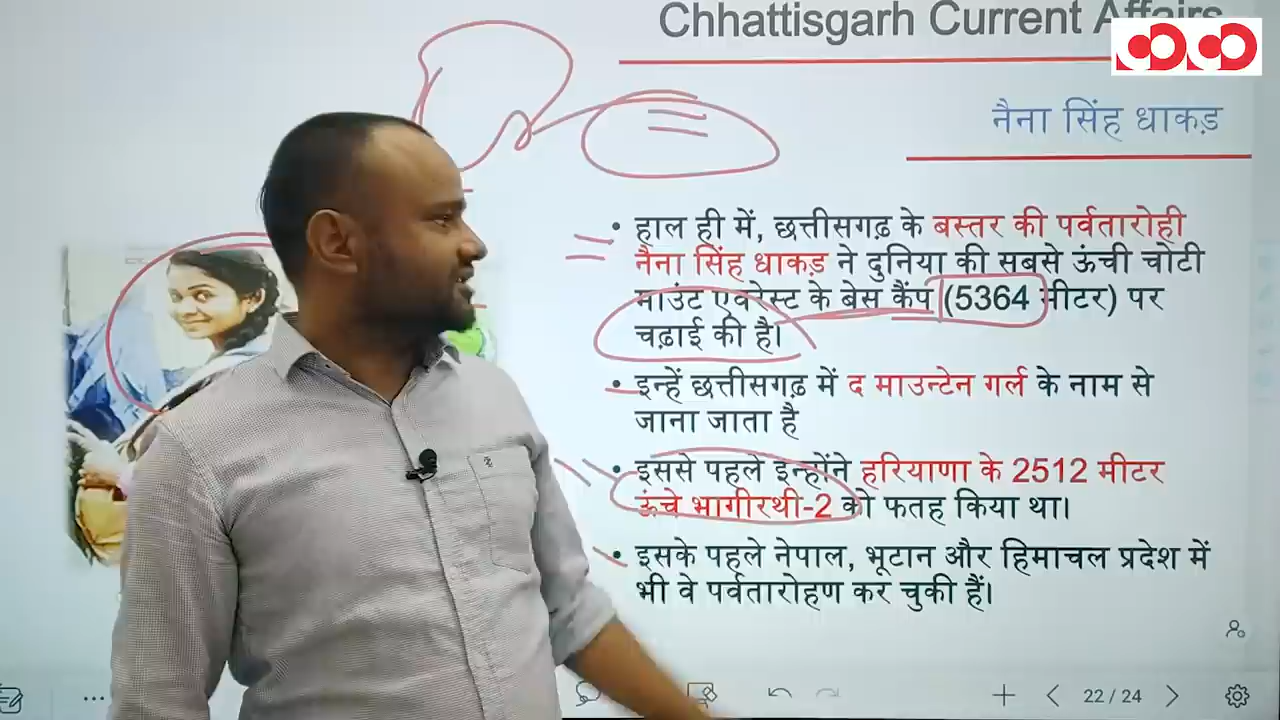 Chhattisgarh Current Affairs
नैना सिंह धाकड़
• हाल ही में, छत्तीसगढ़ के बस्तर की पर्वतारोही
नैना सिंह धाकड़ ने दुनिया की सबसे ऊंची चोटी
माउंट एवरेस्ट के बेस कैंप (5364 मीटर) पर
चढ़ाई की है।
• इन्हें छत्तीसगढ़ में द माउन्टेन गर्ल के नाम से
जाना जाता है
• इससे पहले इन्होंने हरियाणा के 2512 मीटर
ऊंचे भागीरथी-2 को फतह किया था।
• इसके पहले नेपाल, भूटान और हिमाचल प्रदेश में
भी वे पर्वतारोहण कर चुकी हैं।
22 / 24